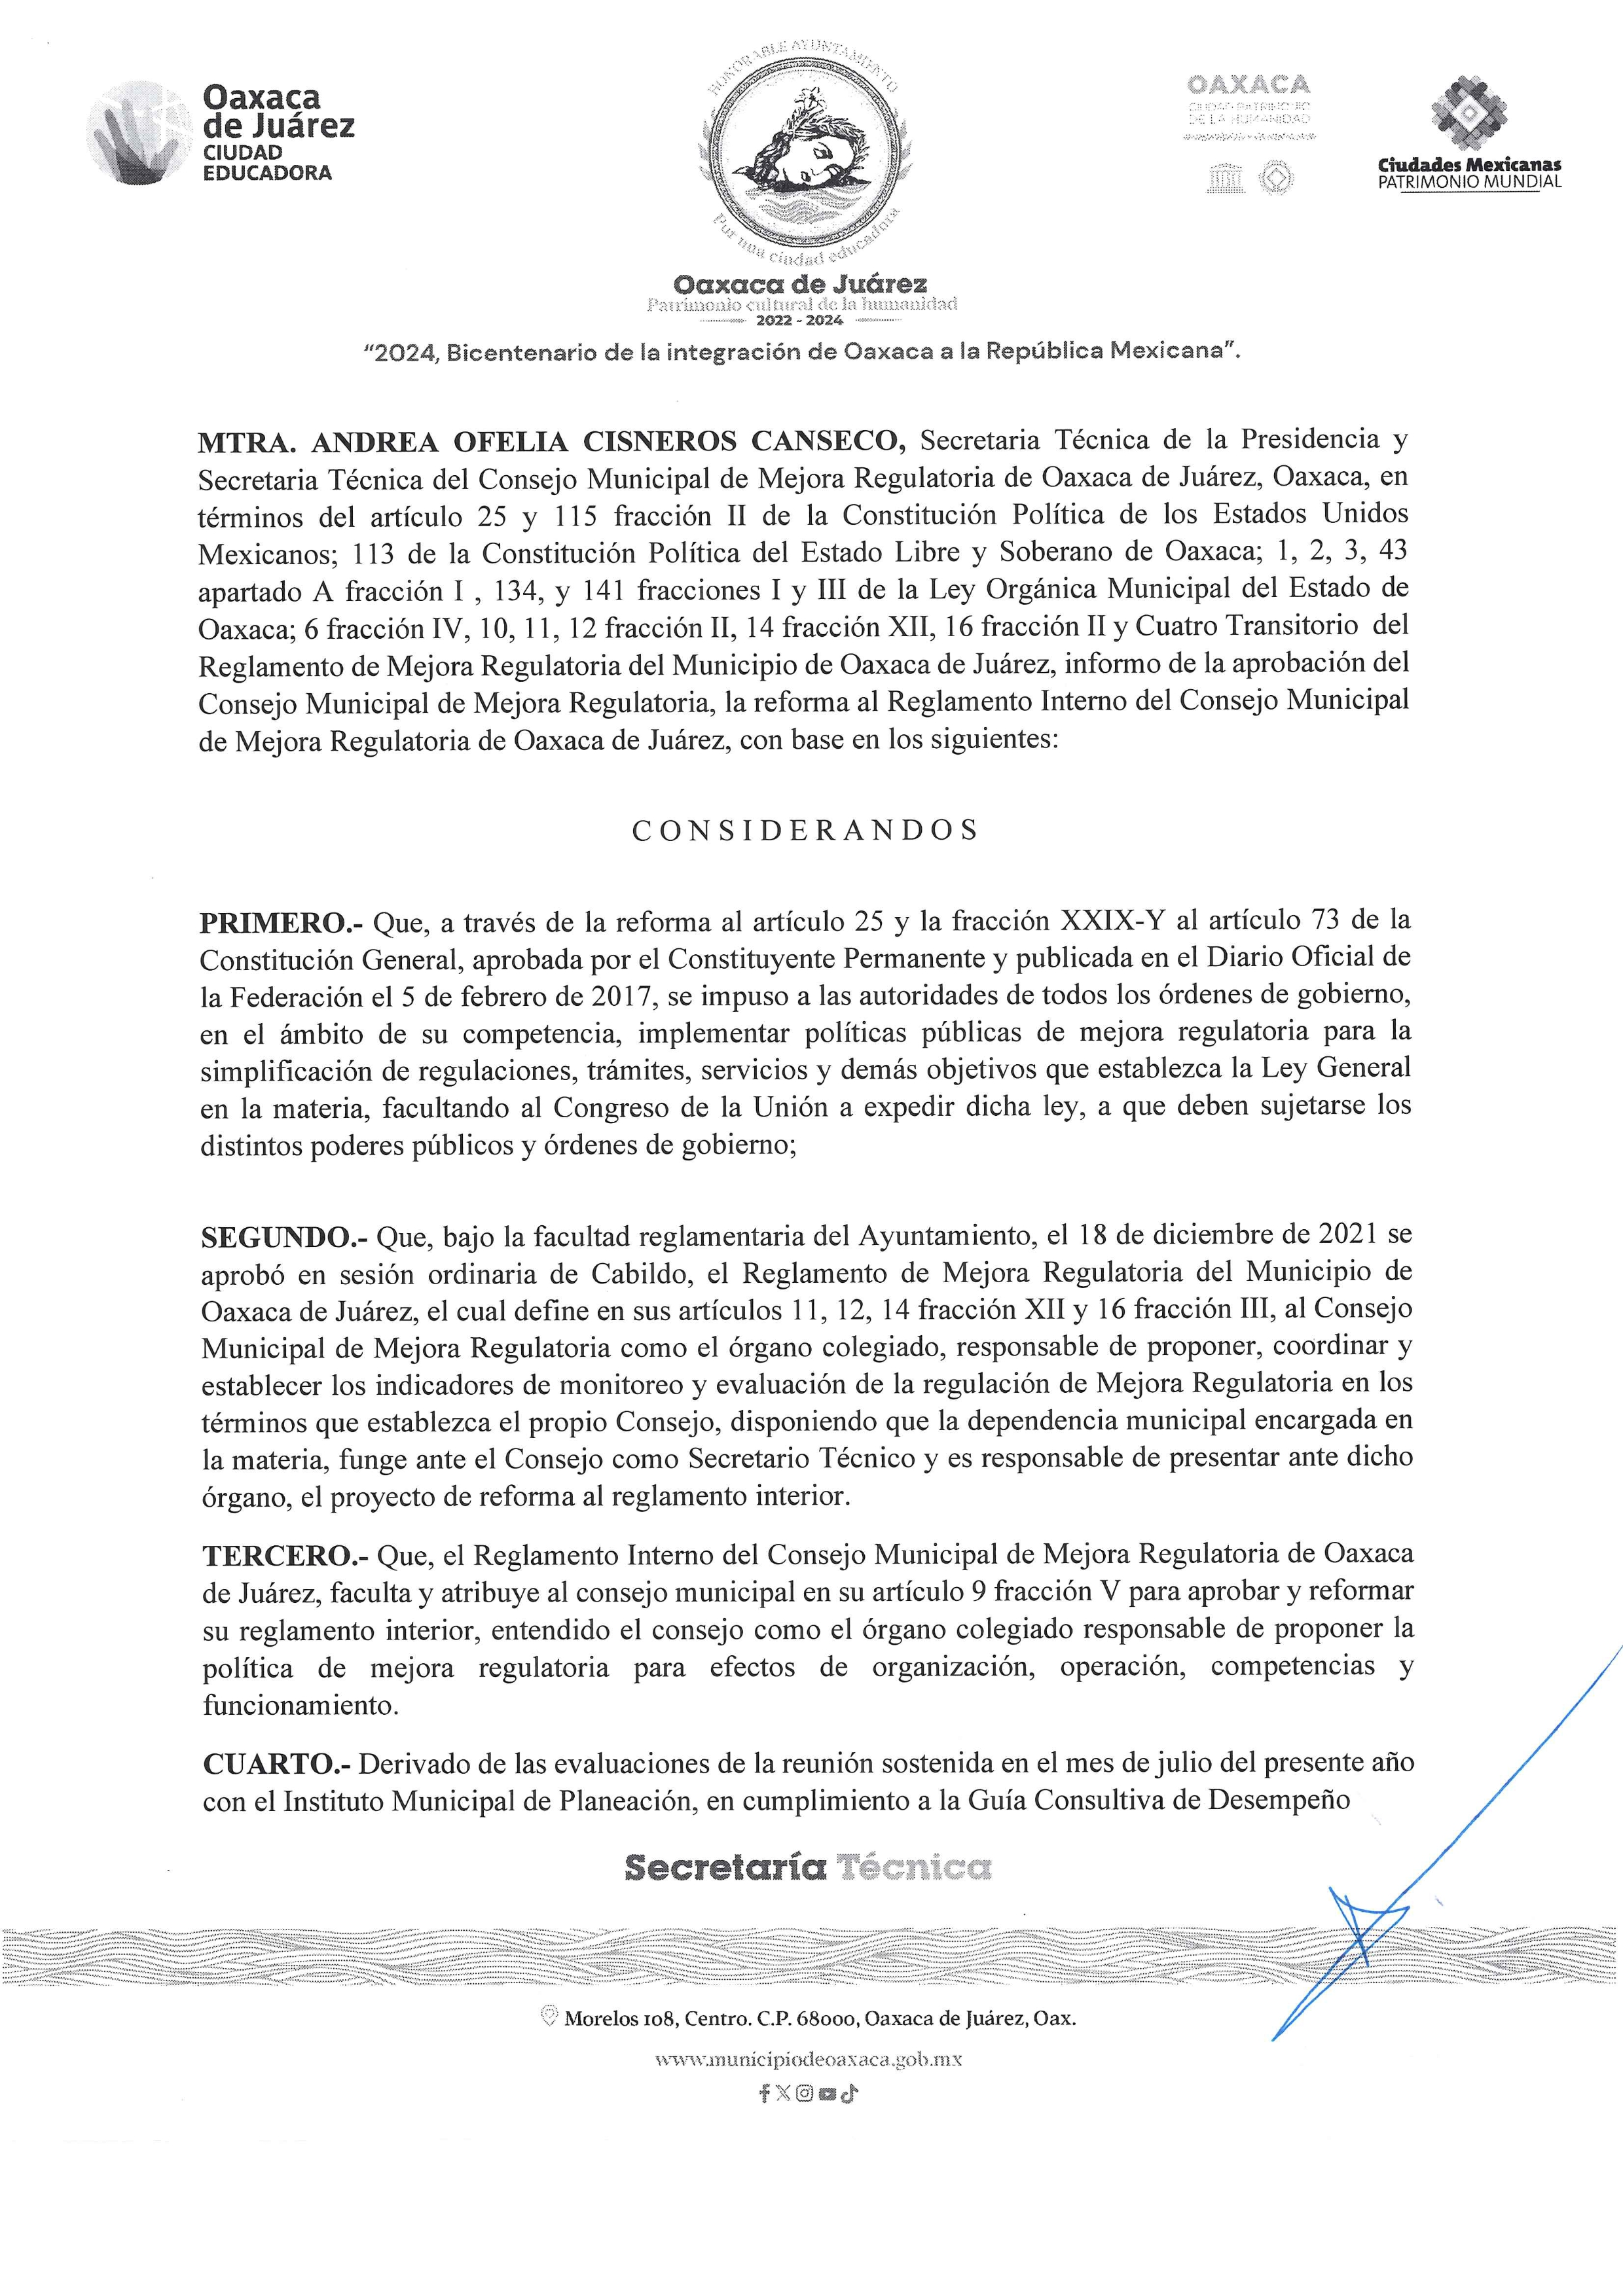 Oaxaca
de Juárez
CIUDAD
EDUCADORA
HONORABLE AYUNTAMIENTO
Por una ciudad educadora
Oaxaca de Juárez
Patrimonio cultural de la humanidad
2022 - 2024
OAXACA
CIUDAD PATRIMONIO
DE LA HUMANIDAD
Ciudades Mexicanas
PATRIMONIO MUNDIAL
“2024, Bicentenario de la integración de Oaxaca a la República Mexicana”.
MTRA. ANDREA OFELIA CISNEROS CANSECO, Secretaria Técnica de la Presidencia y
Secretaria Técnica del Consejo Municipal de Mejora Regulatoria de Oaxaca de Juárez, Oaxaca, en
términos del artículo 25 y 115 fracción II de la Constitución Política de los Estados Unidos
Mexicanos; 113 de la Constitución Política del Estado Libre y Soberano de Oaxaca; 1, 2, 3, 43
apartado A fracción I , 134, y 141 fracciones I y III de la Ley Orgánica Municipal del Estado de
Oaxaca; 6 fracción IV, 10, 11, 12 fracción II, 14 fracción XII, 16 fracción II y Cuatro Transitorio del
Reglamento de Mejora Regulatoria del Municipio de Oaxaca de Juárez, informo de la aprobación del
Consejo Municipal de Mejora Regulatoria, la reforma al Reglamento Interno del Consejo Municipal
de Mejora Regulatoria de Oaxaca de Juárez, con base en los siguientes:
C O N S I D E R A N D O S
PRIMERO.- Que, a través de la reforma al artículo 25 y la fracción XXIX-Y al artículo 73 de la
Constitución General, aprobada por el Constituyente Permanente y publicada en el Diario Oficial de
la Federación el 5 de febrero de 2017, se impuso a las autoridades de todos los órdenes de gobierno,
en el ámbito de su competencia, implementar políticas públicas de mejora regulatoria para la
simplificación de regulaciones, trámites, servicios y demás objetivos que establezca la Ley General
en la materia, facultando al Congreso de la Unión a expedir dicha ley, a que deben sujetarse los
distintos poderes públicos y órdenes de gobierno;
SEGUNDO.- Que, bajo la facultad reglamentaria del Ayuntamiento, el 18 de diciembre de 2021 se
aprobó en sesión ordinaria de Cabildo, el Reglamento de Mejora Regulatoria del Municipio de
Oaxaca de Juárez, el cual define en sus artículos 11, 12, 14 fracción XII y 16 fracción III, al Consejo
Municipal de Mejora Regulatoria como el órgano colegiado, responsable de proponer, coordinar y
establecer los indicadores de monitoreo y evaluación de la regulación de Mejora Regulatoria en los
términos que establezca el propio Consejo, disponiendo que la dependencia municipal encargada en
la materia, funge ante el Consejo como Secretario Técnico y es responsable de presentar ante dicho
órgano, el proyecto de reforma al reglamento interior.
TERCERO.- Que, el Reglamento Interno del Consejo Municipal de Mejora Regulatoria de Oaxaca
de Juárez, faculta y atribuye al consejo municipal en su artículo 9 fracción V para aprobar y reformar
su reglamento interior, entendido el consejo como el órgano colegiado responsable de proponer la
política de mejora regulatoria para efectos de organización, operación, competencias y
funcionamiento.
CUARTO.- Derivado de las evaluaciones de la reunión sostenida en el mes de julio del presente año
con el Instituto Municipal de Planeación, en cumplimiento a la Guía Consultiva de Desempeño
Secretaría Técnica
Morelos 108, Centro. C.P. 68000, Oaxaca de Juárez, Oax.
www.municipiodeoaxaca.gob.mx